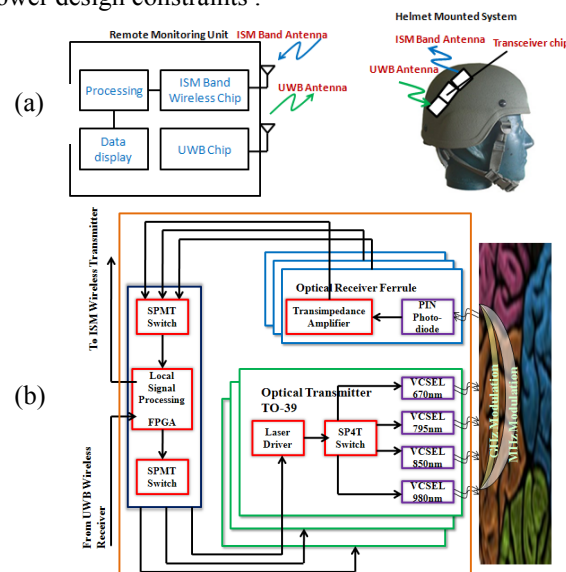 ower design constraints .
Helmet Mounted System
Remote Monitoring Unit
ISM Band Antenna
ISM Band Antenna
Transceiver chip
UWB Antenna
(a)
Processing
ISM Band
Wireless Chip
UWB Antenna
Data
display
UWB Chip
To ISM Wireless Transmitter
SPMT
Switch
Optical Receiver Ferrule
Transimpedance
Amplifier
PIN
Photo-
diode
(b)
Local
Signal
Processing
FPGA
SPMT
Switch
From UWB Wireless
Receiver
Optical Transmitter
TO-39
Laser
Driver
SP4T
Switch
VCSEL
670nm
VCSEL
795nm
VCSEL
850nm
VCSEL
980nm
GHz Modulation
MHz Modulation